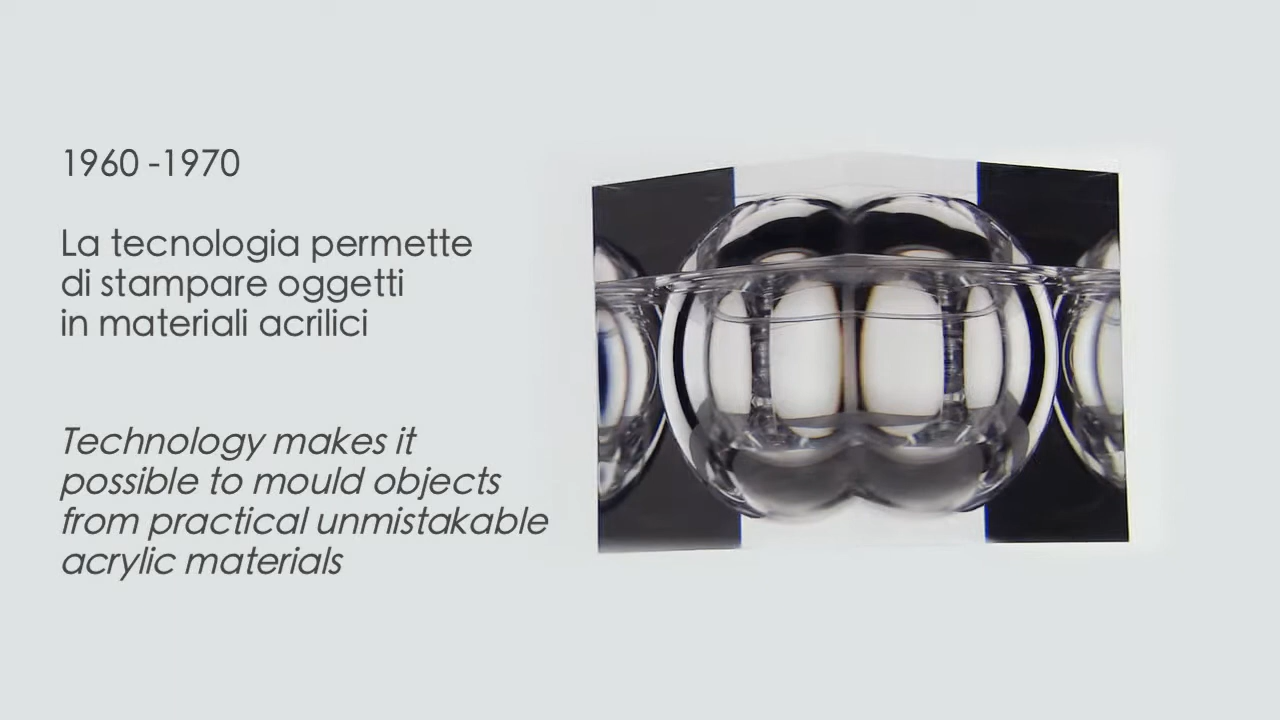 1960 -1970
La tecnologia permette
di stampare oggetti
in materiali acrilici
Technology makes it
possible to mould objects
from practical unmistakable
acrylic materials